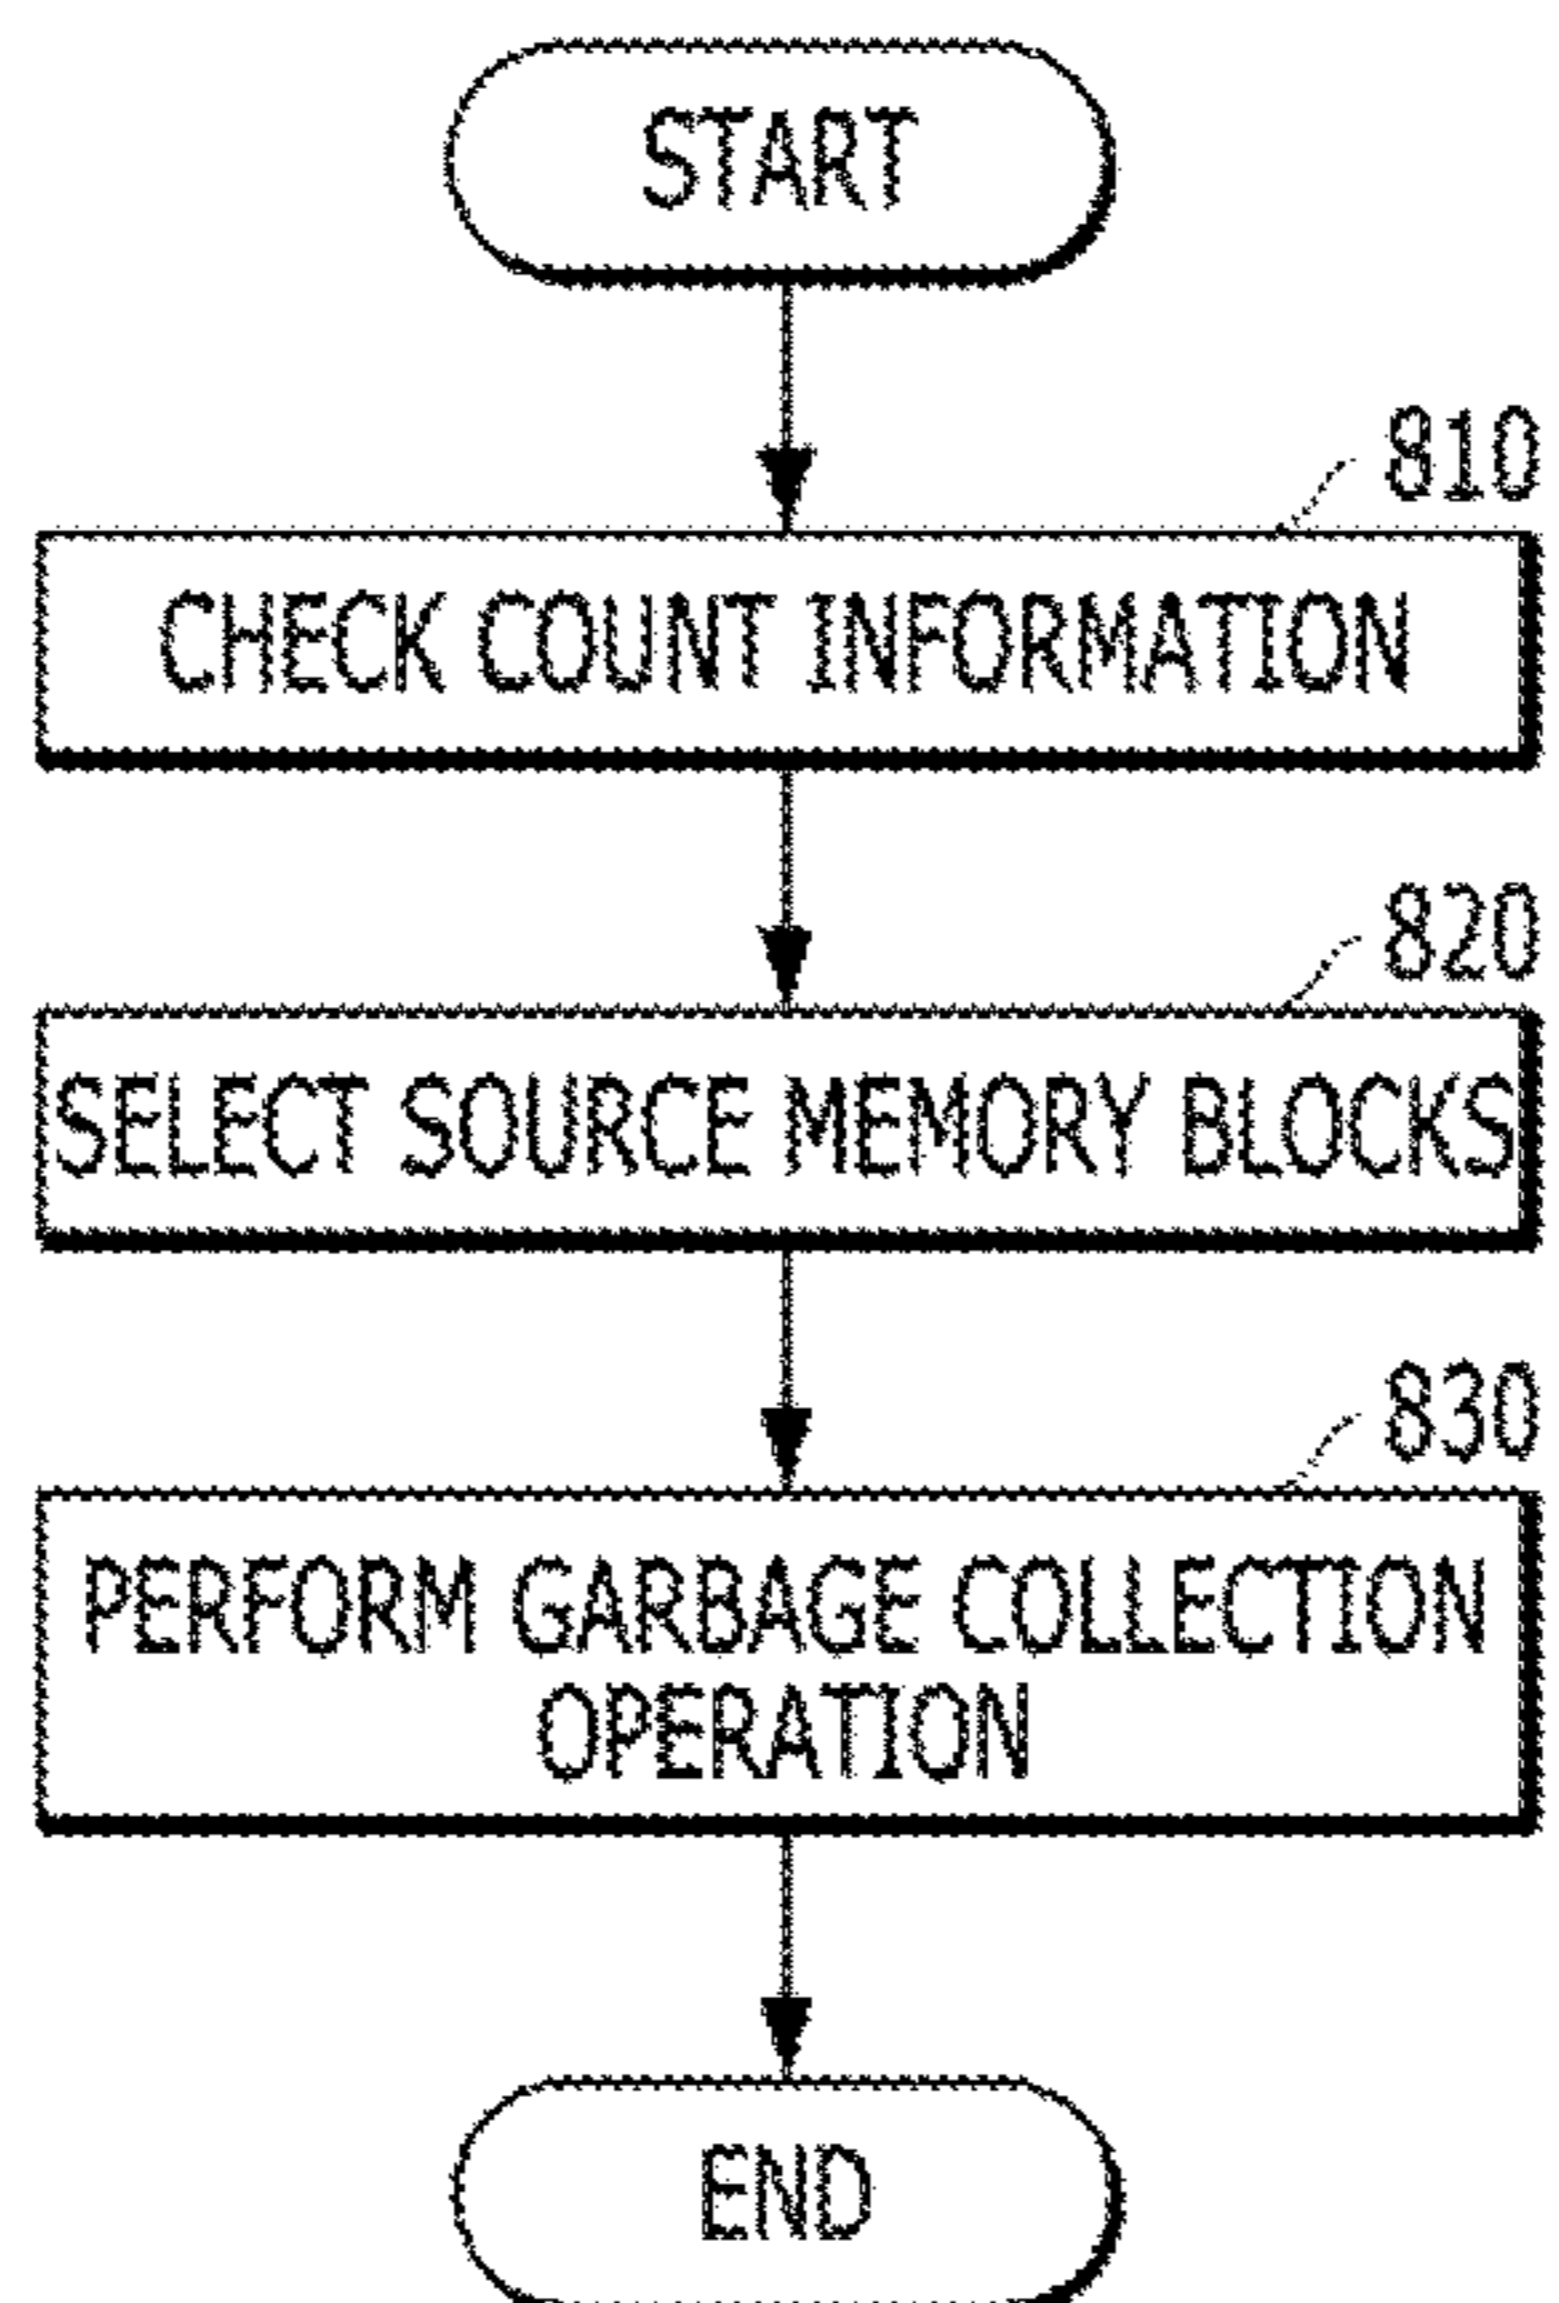 START
810
CHECK COUNT INFORMATION
820
SELECT SOURCE MEMORY BLOCKS
830
PERFORM GARBAGE COLLECTION
OPERATION
END